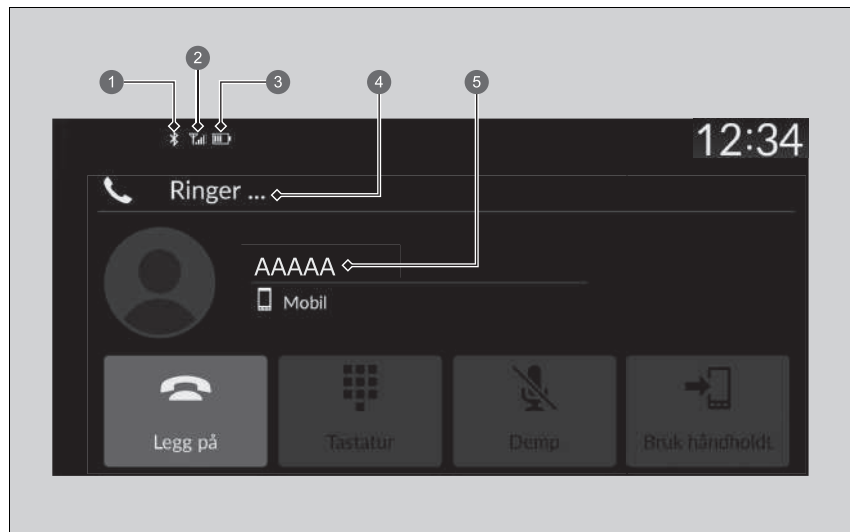 1 2 3 4 5
12:34
Ringer ...
AAAAA
Mobil
Legg på
Tastatur
Demp
Bruk håndholdt